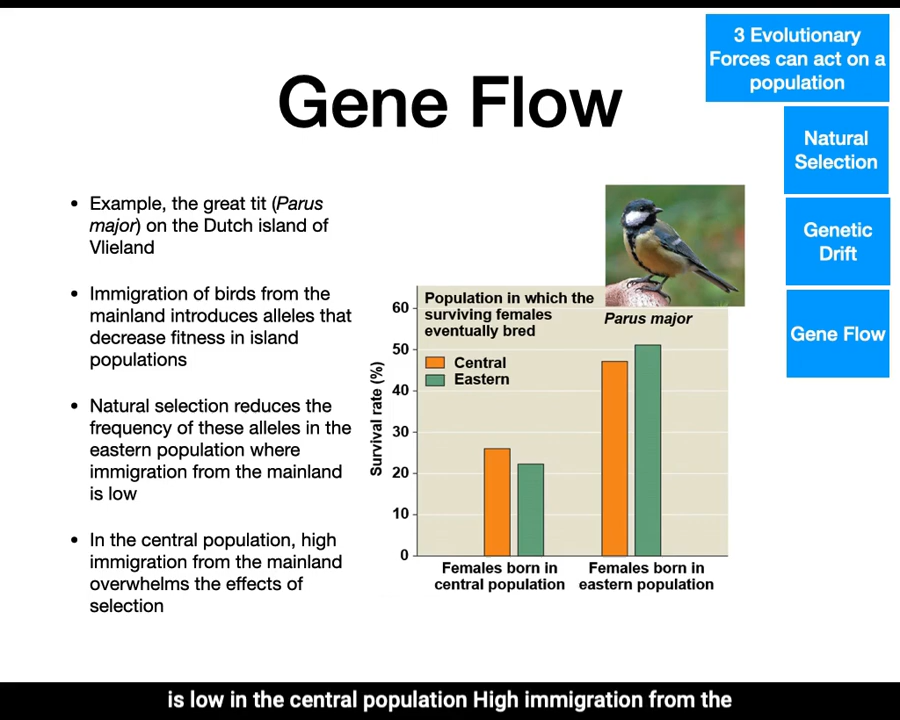 3 Evolutionary
Forces can act on a
population
Gene Flow
Natural
Selection
Genetic
Drift
Gene Flow
• Example, the great tit (Parus
major) on the Dutch island of
Vlieland
• Immigration of birds from the
mainland introduces alleles that
decrease fitness in island
populations
• Natural selection reduces the
frequency of these alleles in the
eastern population where
immigration from the mainland
is low
• In the central population, high
immigration from the mainland
overwhelms the effects of
selection
Population in which the
surviving females
eventually bred
Central
Eastern
Parus major
Survival rate (%)
60
50
40
30
20
10
0
Females born in
central population
Females born in
eastern population
is low in the central population High immigration from the